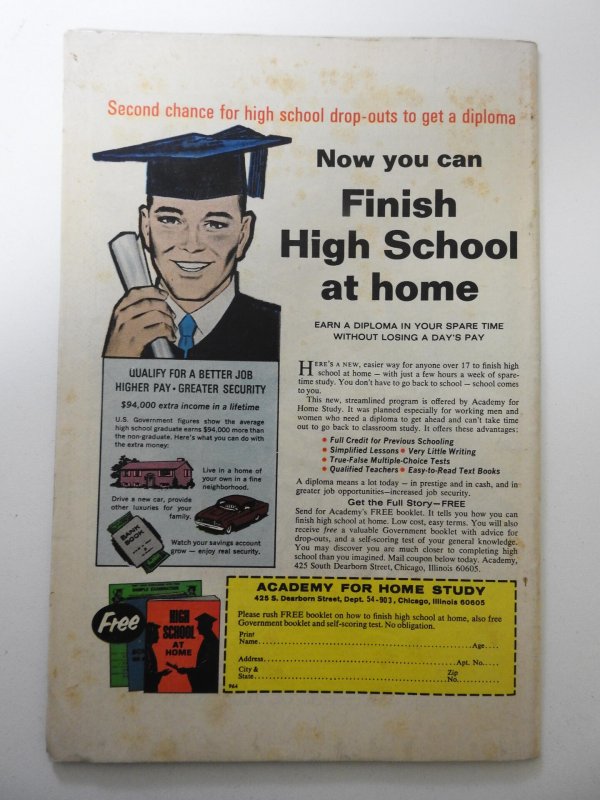 Second chance for high school drop-outs to get a diploma
Now you can
Finish
High School
at home
EARN A DIPLOMA IN YOUR SPARE TIME
WITHOUT LOSING A DAY'S PAY
QUALIFY FOR A BETTER JOB
HIGHER PAY • GREATER SECURITY
$94,000 extra income in a lifetime
U.S. Government figures show the average
high school graduate earns $94,000 more than
the non-graduate. Here's what you can do with
the extra money:
Live in a home of
your own in a fine
neighborhood.
Drive a new car, provide
other luxuries for your
family.
BANK
BOOK
Watch your savings account
grow — enjoy real security.
HERE'S A NEW, easier way for anyone over 17 to finish high
school at home — with just a few hours a week of spare-
time study. You don't have to go back to school — school comes
to you.
This new, streamlined program is offered by Academy for
Home Study. It was planned especially for working men and
women who need a diploma to get ahead and can't take time
out to go back to classroom study. It offers these advantages:
• Full Credit for Previous Schooling
• Simplified Lessons • Very Little Writing
• True-False Multiple-Choice Tests
• Qualified Teachers • Easy-to-Read Text Books
A diploma means a lot today — in prestige and in cash, and in
greater job opportunities—increased job security.
Get the Full Story—FREE
Send for Academy's FREE booklet. It tells you how you can
finish high school at home. Low cost, easy terms. You will also
receive free a valuable Government booklet with advice for
drop-outs, and a self-scoring test of your general knowledge.
You may discover you are much closer to completing high
school than you imagined. Mail coupon below today. Academy,
425 South Dearborn Street, Chicago, Illinois 60605.
Free
SAMPLE EXAMINATION
HIGH
SCHOOL
AT
HOME
ACADEMY FOR HOME STUDY
425 S. Dearborn Street, Dept. 54-903, Chicago, Illinois 60605
Please rush FREE booklet on how to finish high school at home, also free
Government booklet and self-scoring test. No obligation.
Print
Name Age
Address Apt. No.
City & Zip
State No.
964